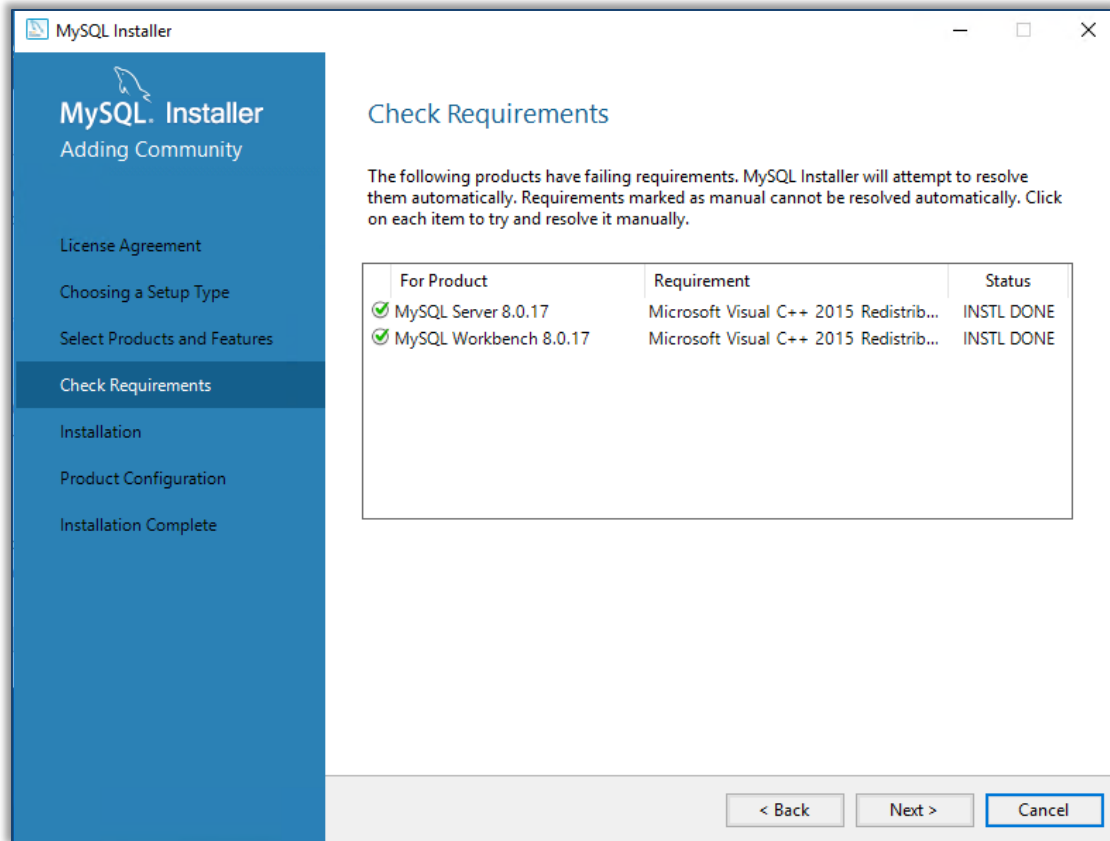 MySQL Installer
MySQL. Installer
Adding Community
License Agreement
Choosing a Setup Type
Select Products and Features
Check Requirements
Installation
Product Configuration
Installation Complete
Check Requirements
The following products have failing requirements. MySQL Installer will attempt to resolve
them automatically. Requirements marked as manual cannot be resolved automatically. Click
on each item to try and resolve it manually.
For Product Requirement Status
MySQL Server 8.0.17 Microsoft Visual C++ 2015 Redistrib... INSTL DONE
MySQL Workbench 8.0.17 Microsoft Visual C++ 2015 Redistrib... INSTL DONE
< Back Next > Cancel